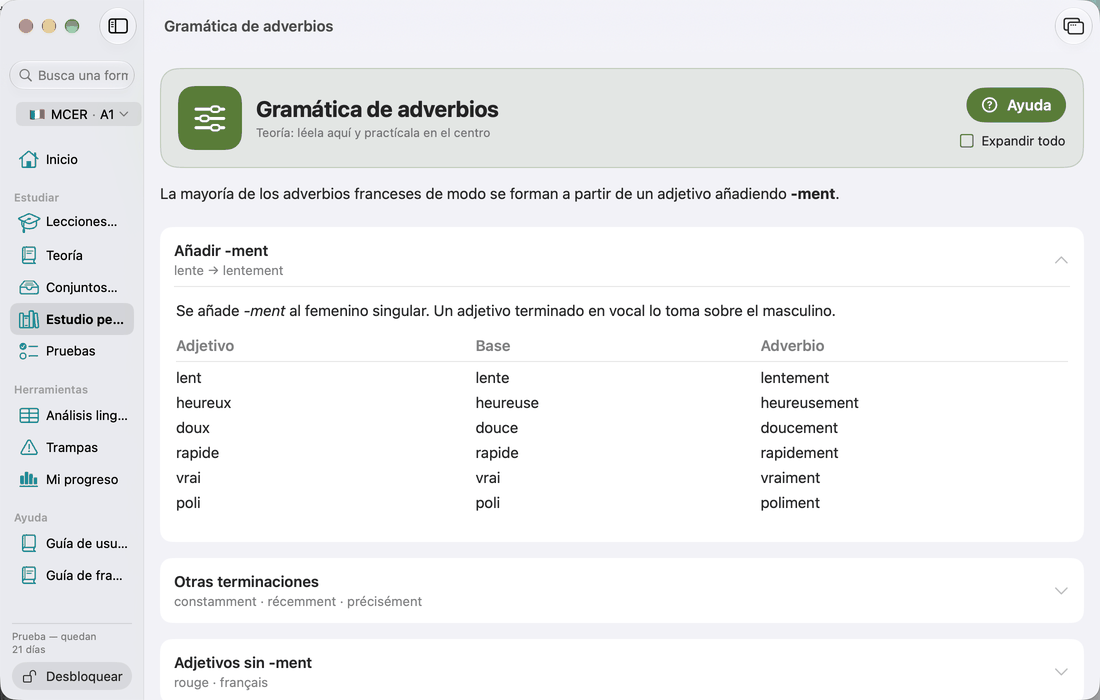 Gramática de adverbios
Busca una forn
MCER · A1
Inicio
Estudiar
Lecciones...
Teoría
Conjuntos...
Estudio pe...
Pruebas
Herramientas
Análisis ling...
Trampas
Mi progreso
Ayuda
Guía de usu...
Guía de fra...
Prueba — quedan
21 días
Desbloquear
Gramática de adverbios
Teoría: léela aquí y practícala en el centro
Ayuda
Expandir todo
La mayoría de los adverbios franceses de modo se forman a partir de un adjetivo añadiendo -ment.
Añadir -ment
lente → lentement
Se añade -ment al femenino singular. Un adjetivo terminado en vocal lo toma sobre el masculino.
Adjetivo Base Adverbio
lent lente lentement
heureux heureuse heureusement
doux douce doucement
rapide rapide rapidement
vrai vrai vraiment
poli poli poliment
Otras terminaciones
constamment · récemment · précisément
Adjetivos sin -ment
rouge · français